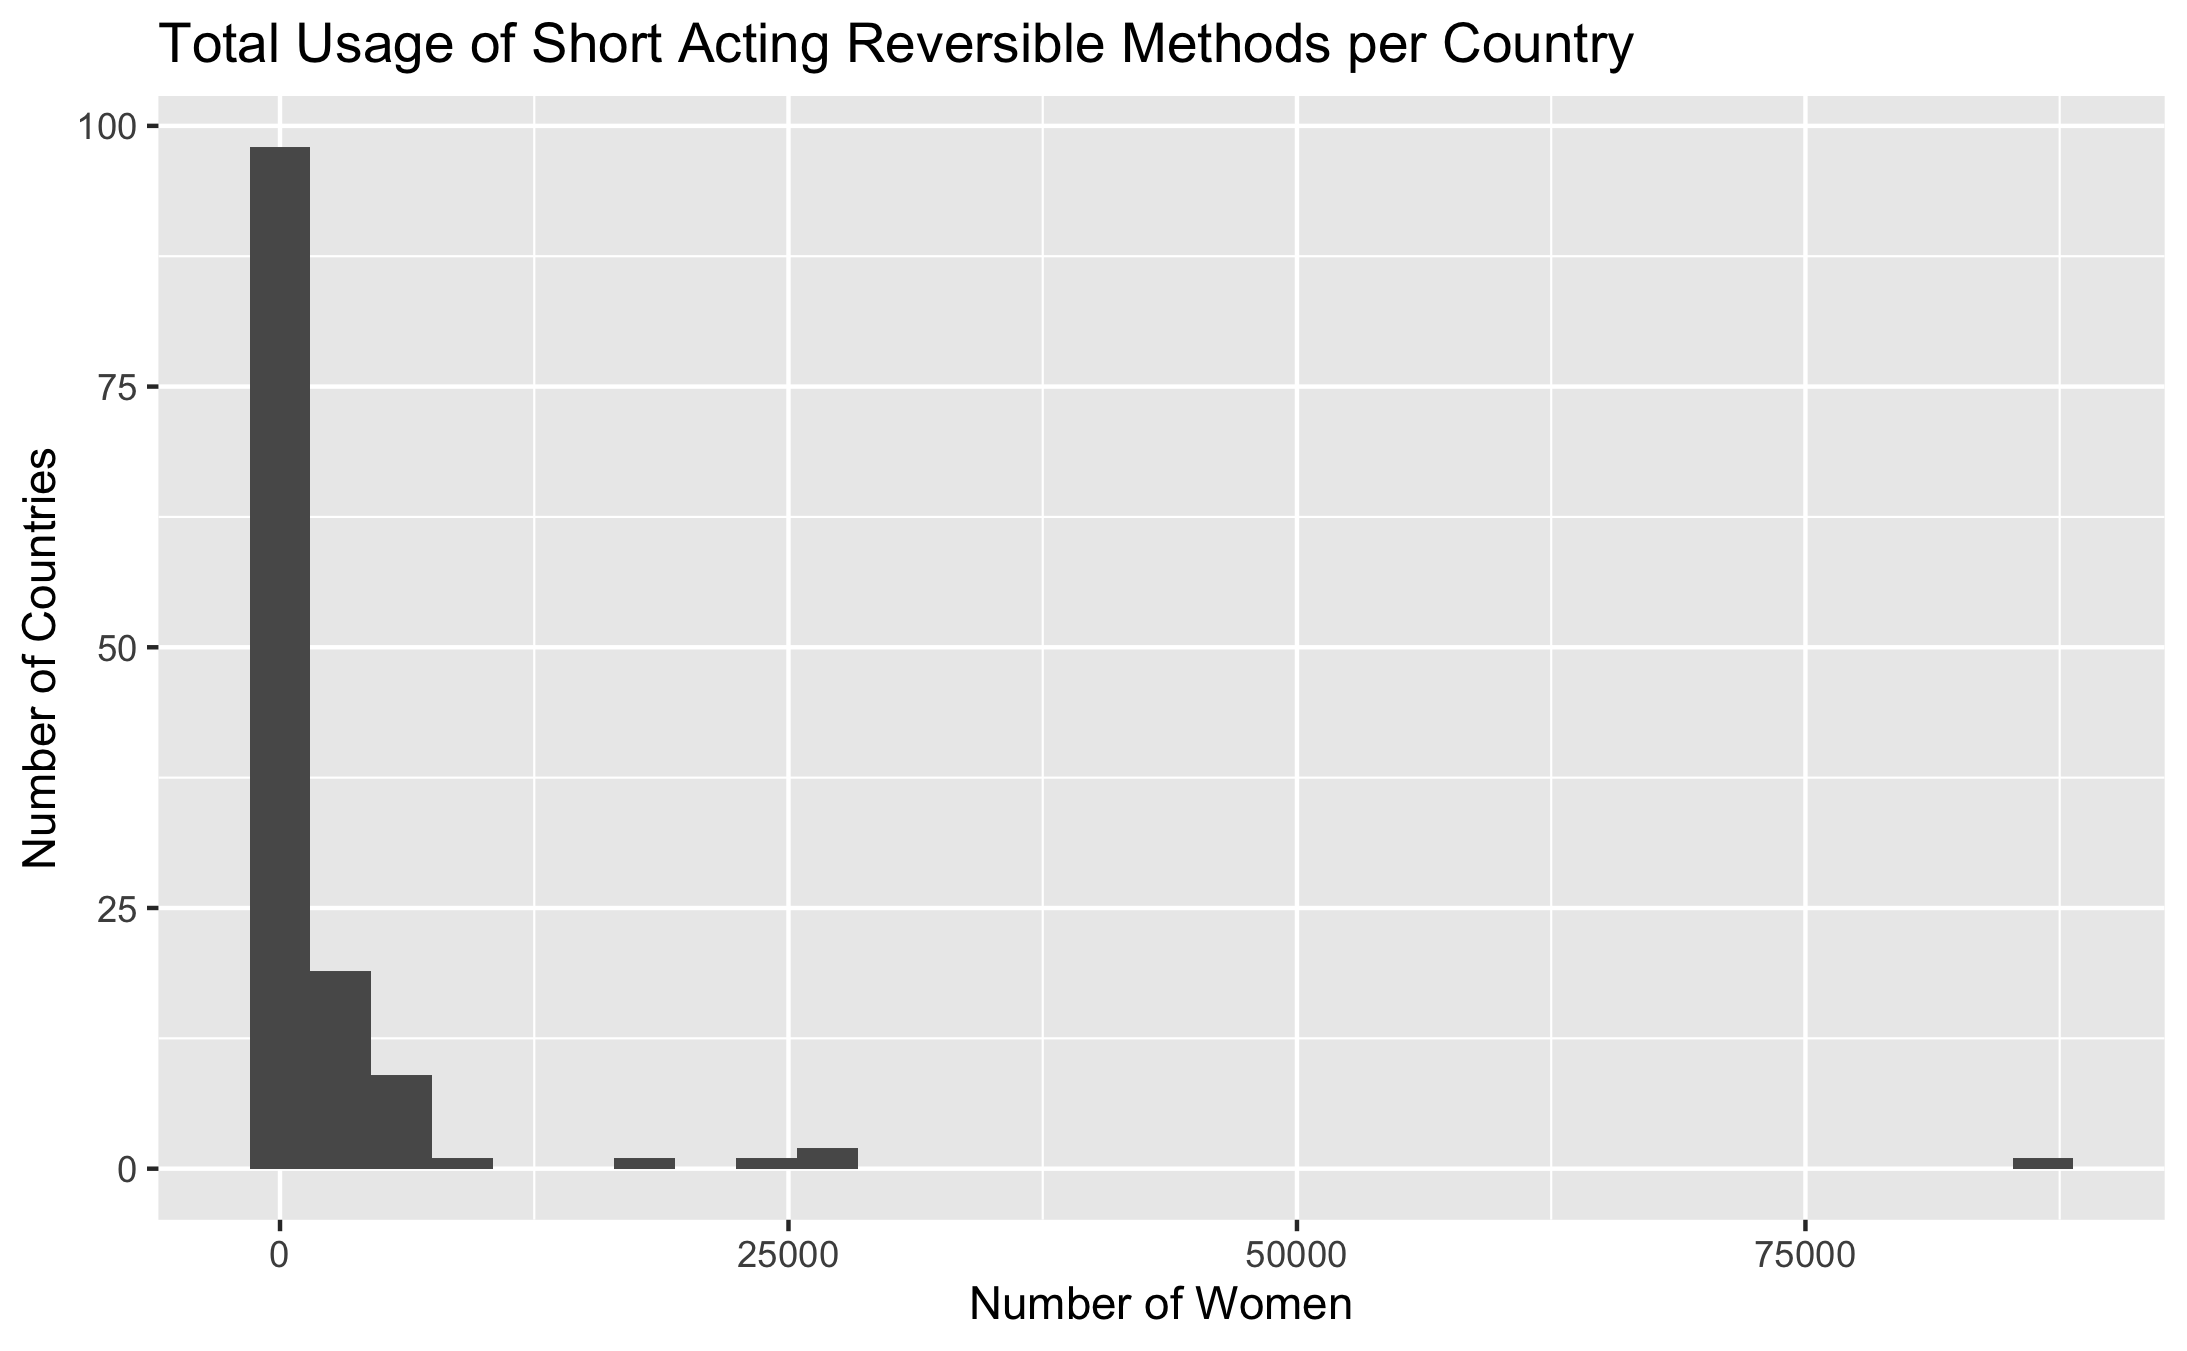 Total Usage of Short Acting Reversible Methods per Country
100
75
50
25
0
Number of Countries
0 25000 50000 75000
Number of Women